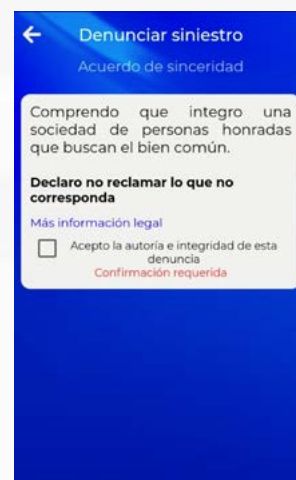 Denunciar siniestro
Acuerdo de sinceridad
Comprendo que integro una
sociedad de personas honradas
que buscan el bien común.
Declaro no reclamar lo que no
corresponda
Más información legal
Acepto la autoría e integridad de esta
denuncia
Confirmación requerida